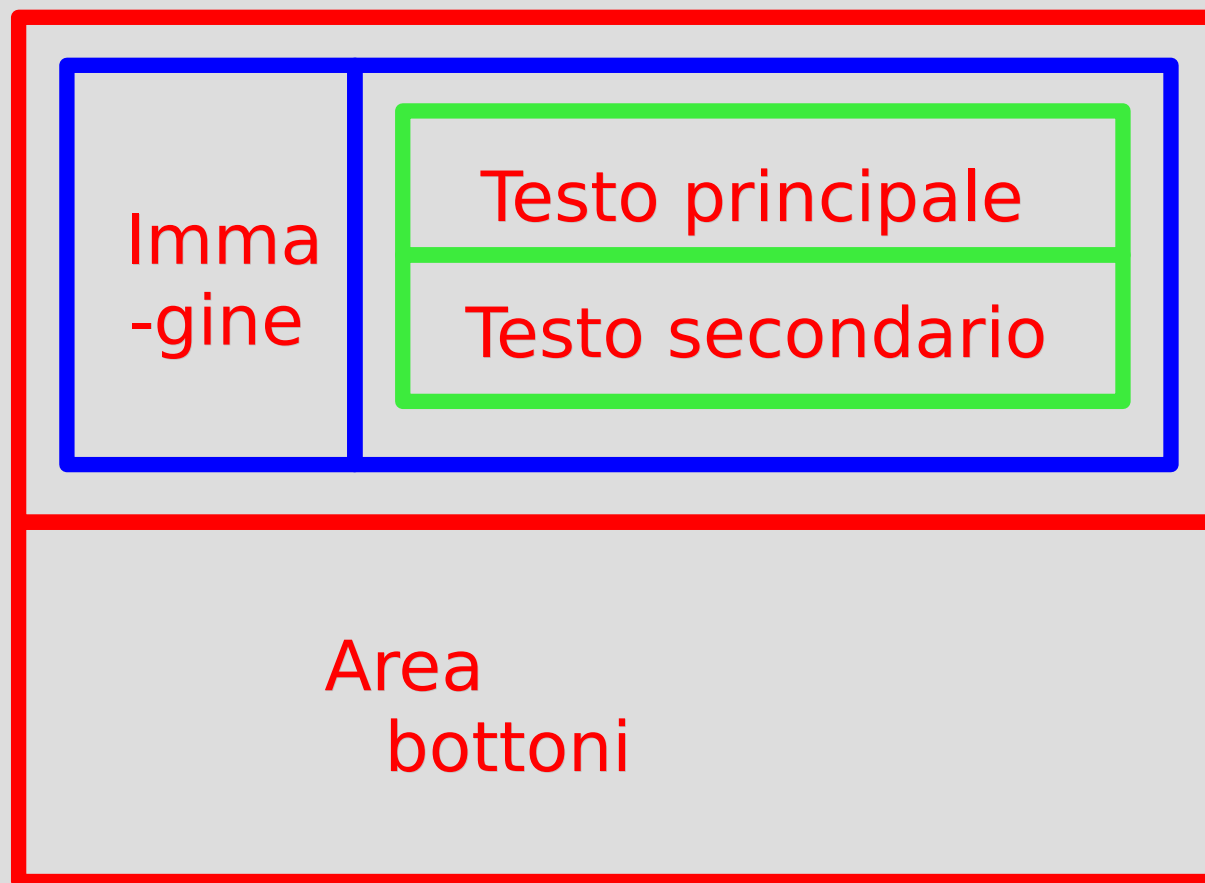 Imma
-gine
Testo principale
Testo secondario
Area
bottoni